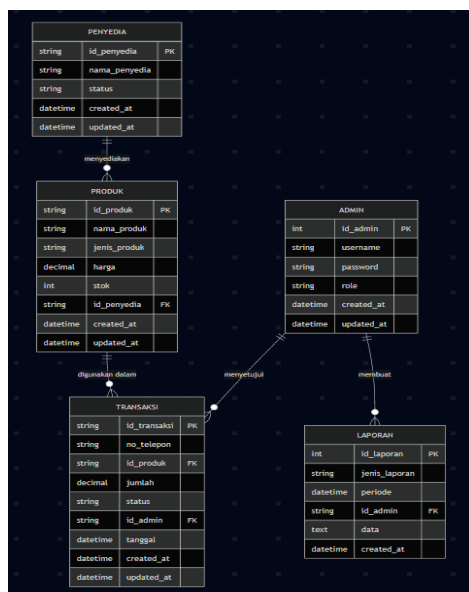 PENYEDIA
string id_penyedia PK
string nama_penyedia
string status
datetime created_at
datetime updated_at
menyediakan
PRODUK
string id_produk PK
string nama_produk
string jenis_produk
decimal harga
int stok
string id_penyedia FK
datetime created_at
datetime updated_at
ADMIN
int id_admin PK
string username
string password
string role
datetime created_at
datetime updated_at
digunakan dalam
menyetujui
membuat
TRANSAKSI
string id_transaksi PK
string no_telepon
string id_produk FK
decimal jumlah
string status
string id_admin FK
datetime tanggal
datetime created_at
datetime updated_at
LAPORAN
int id_laporan PK
string jenis_laporan
datetime periode
string id_admin FK
text data
datetime created_at